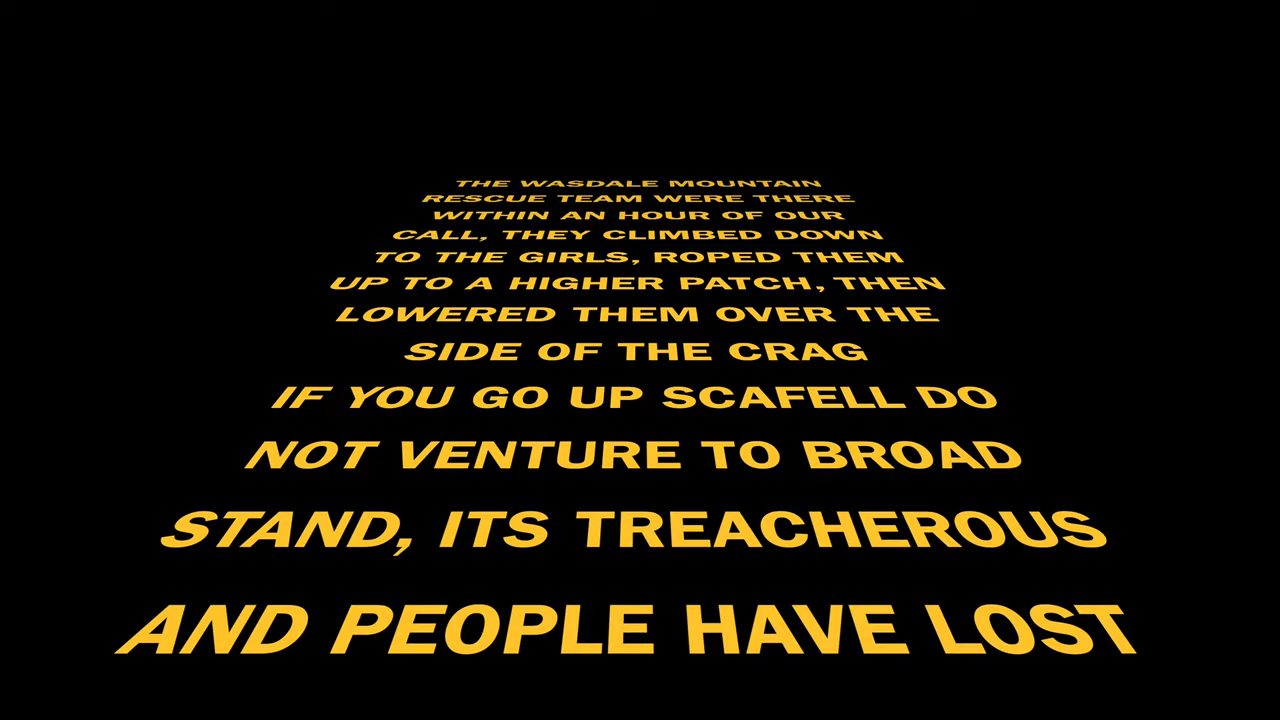 THE WASDALE MOUNTAIN
RESCUE TEAM WERE THERE
WITHIN AN HOUR OF OUR
CALL, THEY CLIMBED DOWN
TO THE GIRLS, ROPED THEM
UP TO A HIGHER PATCH, THEN
LOWERED THEM OVER THE
SIDE OF THE CRAG
IF YOU GO UP SCAFELL DO
NOT VENTURE TO BROAD
STAND, ITS TREACHEROUS
AND PEOPLE HAVE LOST